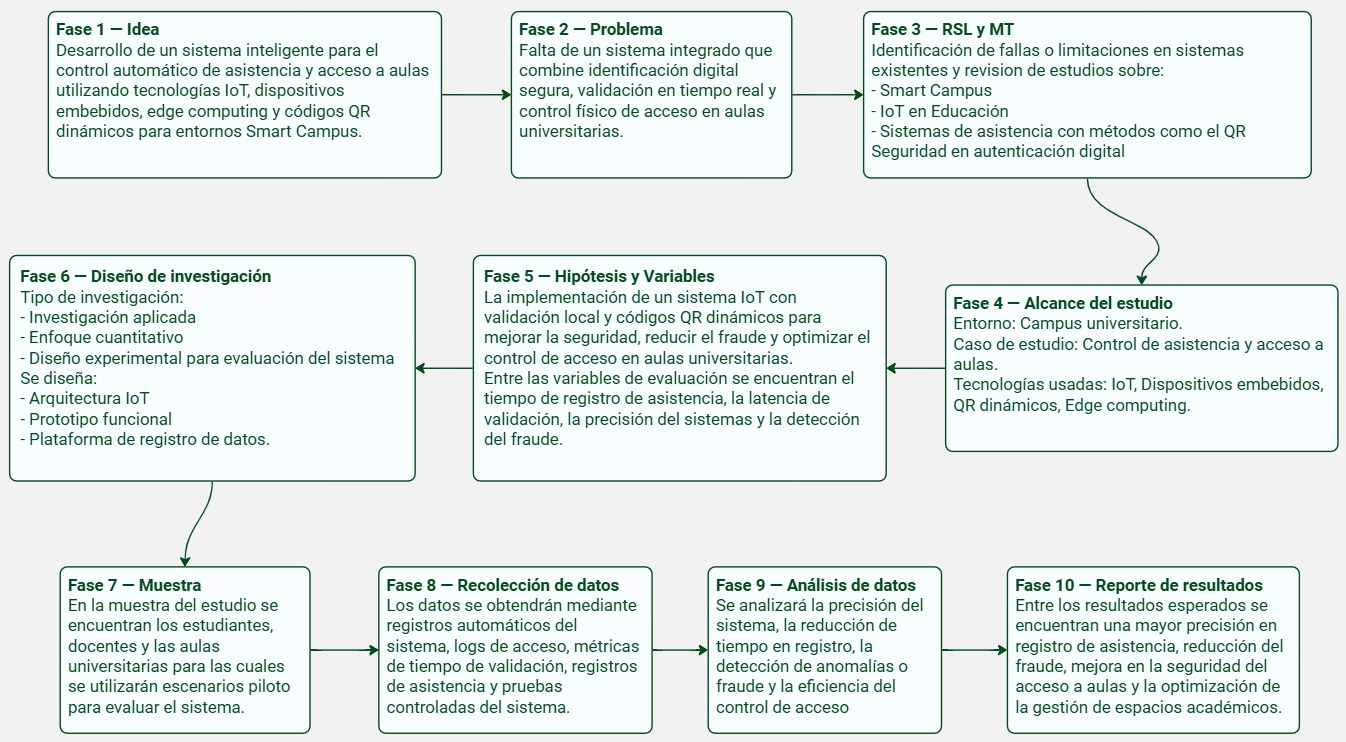 Fase 1 — Idea
Desarrollo de un sistema inteligente para el
control automático de asistencia y acceso a aulas
utilizando tecnologías IoT, dispositivos
embebidos, edge computing y códigos QR
dinámicos para entornos Smart Campus.
Fase 2 — Problema
Falta de un sistema integrado que
combine identificación digital
segura, validación en tiempo real y
control físico de acceso en aulas
universitarias.
Fase 3 — RSL y MT
Identificación de fallas o limitaciones en sistemas
existentes y revision de estudios sobre:
- Smart Campus
- IoT en Educación
- Sistemas de asistencia con métodos como el QR
Seguridad en autenticación digital
Fase 4 — Alcance del estudio
Entorno: Campus universitario.
Caso de estudio: Control de asistencia y acceso a
aulas.
Tecnologías usadas: IoT, Dispositivos embebidos,
QR dinámicos, Edge computing.
Fase 5 — Hipótesis y Variables
La implementación de un sistema IoT con
validación local y códigos QR dinámicos para
mejorar la seguridad, reducir el fraude y optimizar el
control de acceso en aulas universitarias.
Entre las variables de evaluación se encuentran el
tiempo de registro de asistencia, la latencia de
validación, la precisión del sistemas y la detección
del fraude.
Fase 6 — Diseño de investigación
Tipo de investigación:
- Investigación aplicada
- Enfoque cuantitativo
- Diseño experimental para evaluación del sistema
Se diseña:
- Arquitectura IoT
- Prototipo funcional
- Plataforma de registro de datos.
Fase 7 — Muestra
En la muestra del estudio se
encuentran los estudiantes,
docentes y las aulas
universitarias para las cuales
se utilizarán escenarios piloto
para evaluar el sistema.
Fase 8 — Recolección de datos
Los datos se obtendrán mediante
registros automáticos del
sistema, logs de acceso, métricas
de tiempo de validación, registros
de asistencia y pruebas
controladas del sistema.
Fase 9 — Análisis de datos
Se analizará la precisión del
sistema, la reducción de
tiempo en registro, la
detección de anomalías o
fraude y la eficiencia del
control de acceso
Fase 10 — Reporte de resultados
Entre los resultados esperados se
encuentran una mayor precisión en
registro de asistencia, reducción del
fraude, mejora en la seguridad del
acceso a aulas y la optimización de
la gestión de espacios académicos.